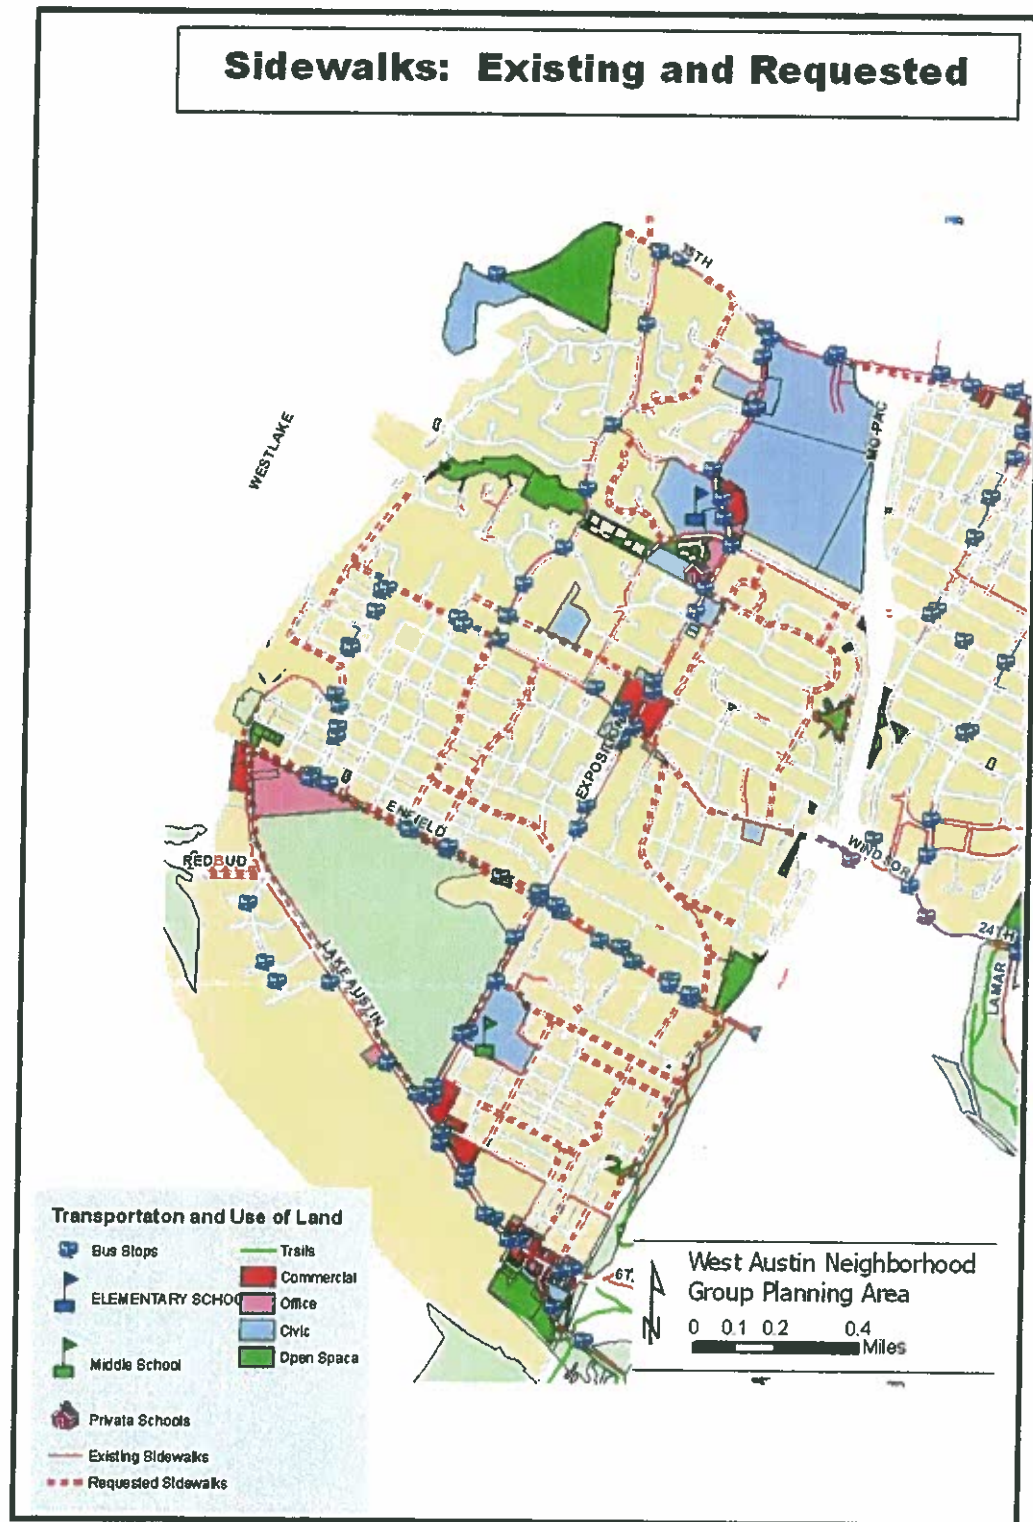 Sidewalks: Existing and Requested
35TH
MO-PAC
WESTLAKE
EXPOSITION
ENFIELD
WINDSOR
REDBUD
24TH
LAMAR
LAKE AUSTIN
6T
Transportaton and Use of Land
Bus Stops
Trails
Commercial
ELEMENTARY SCHOO
Office
Civic
Middle School
Open Space
Private Schools
Existing Sidewalks
Requested Sidewalks
West Austin Neighborhood
Group Planning Area
N
0 0.1 0.2 0.4
Miles